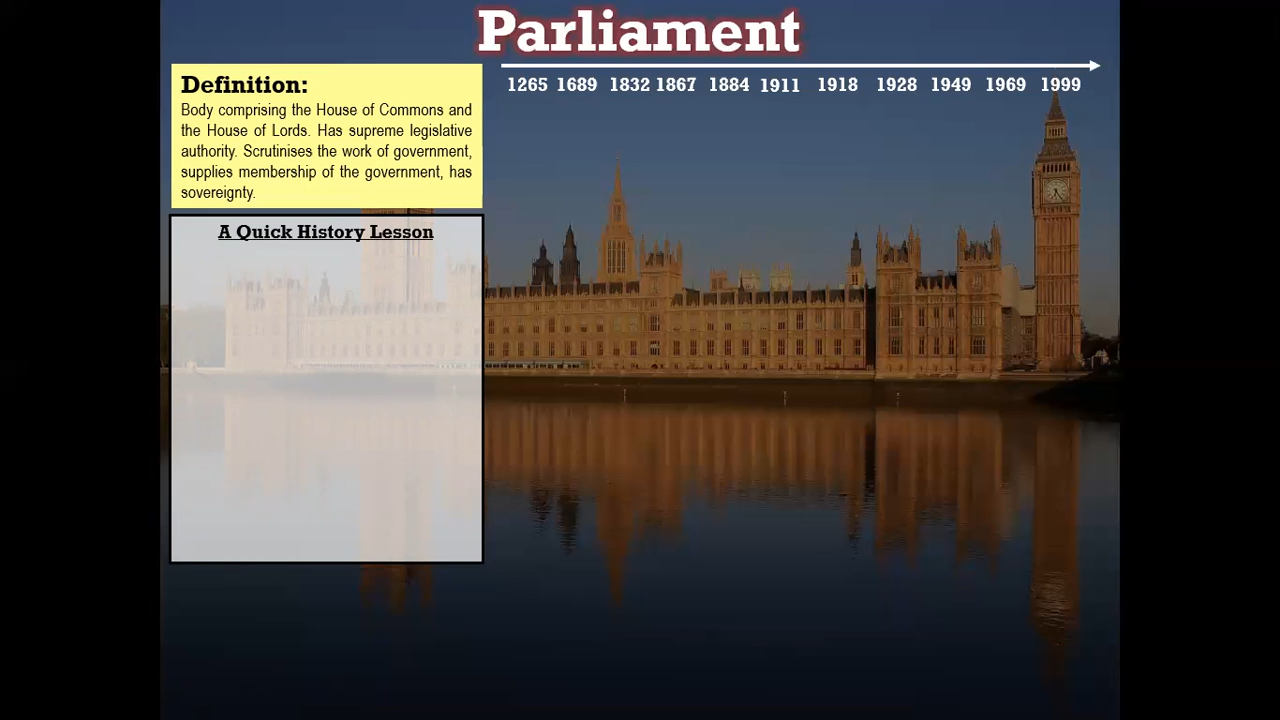 Parliament
Definition:
Body comprising the House of Commons and
the House of Lords. Has supreme legislative
authority. Scrutinises the work of government,
supplies membership of the government, has
sovereignty.
1265 1689 1832 1867 1884 1911 1918 1928 1949 1969 1999
A Quick History Lesson